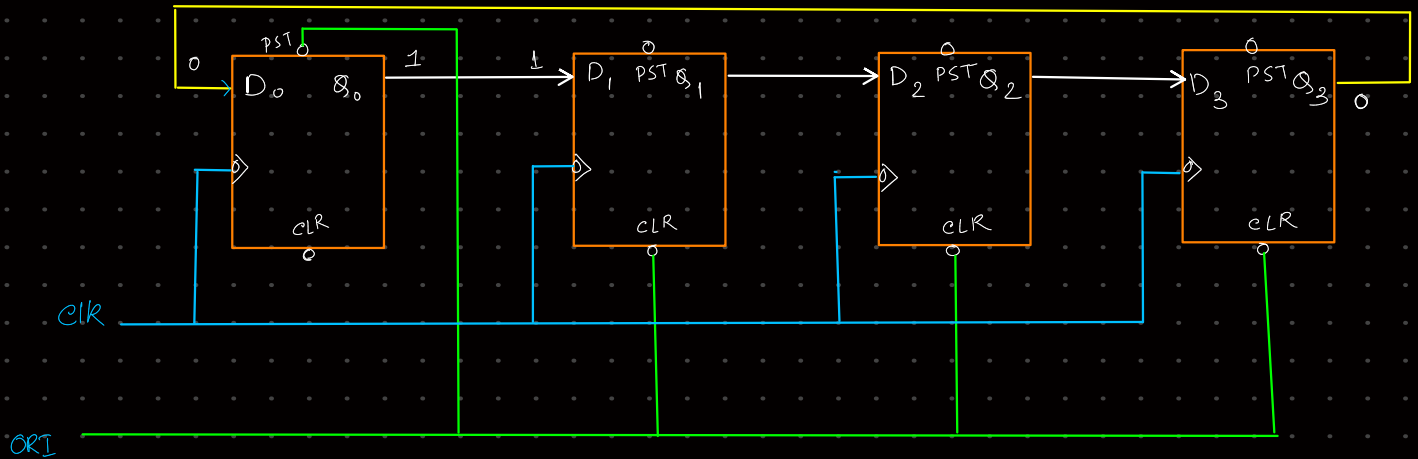 PST
0 1 1 0
D₀ Q₀ D₁ PST Q₁ D₂ PST Q₂ D₃ PST Q₃
CLR CLR CLR CLR
Clk
ORI